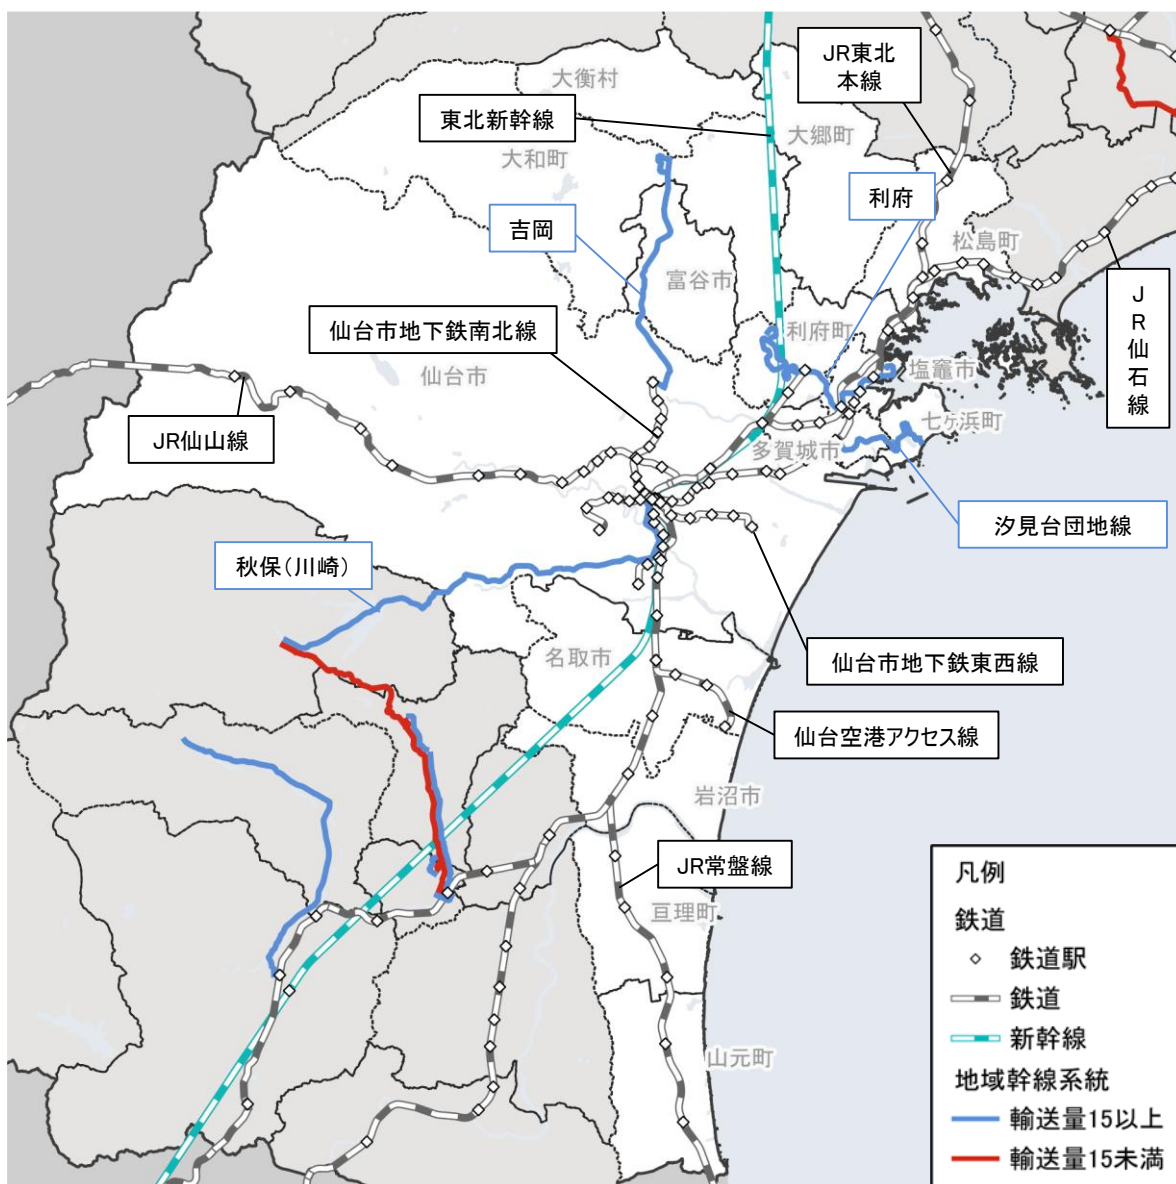 JR東北
本線
大衡村
東北新幹線
大郷町
大和町
利府
吉岡
松島町
富谷市
JR仙石線
仙台市地下鉄南北線
利府町
仙台市
塩竈市
JR仙山線
七ヶ浜町
多賀城市
汐見台団地線
秋保（川崎）
名取市
仙台市地下鉄東西線
仙台空港アクセス線
岩沼市
JR常盤線
亘理町
山元町
凡例
鉄道
鉄道駅
鉄道
新幹線
地域幹線系統
輸送量15以上
輸送量15未満